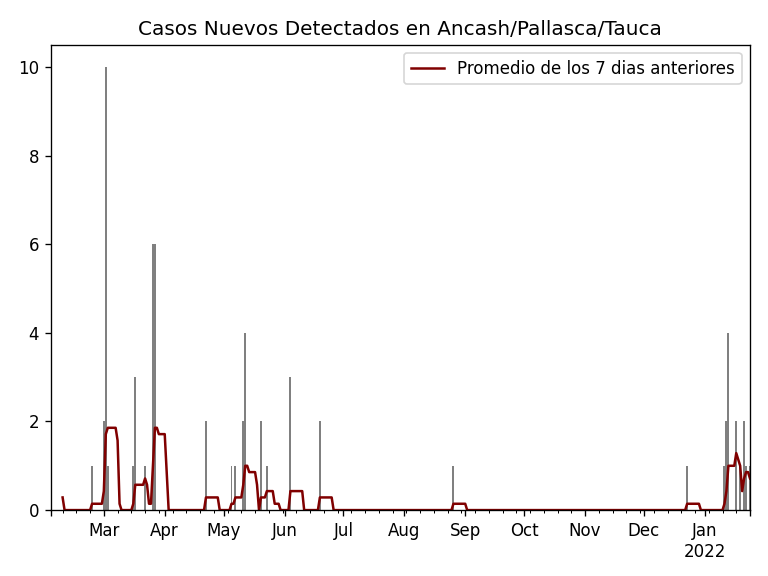 Casos Nuevos Detectados en Ancash/Pallasca/Tauca
Promedio de los 7 dias anteriores
10
8
6
4
2
0
Mar Apr May Jun Jul Aug Sep Oct Nov Dec Jan
2022